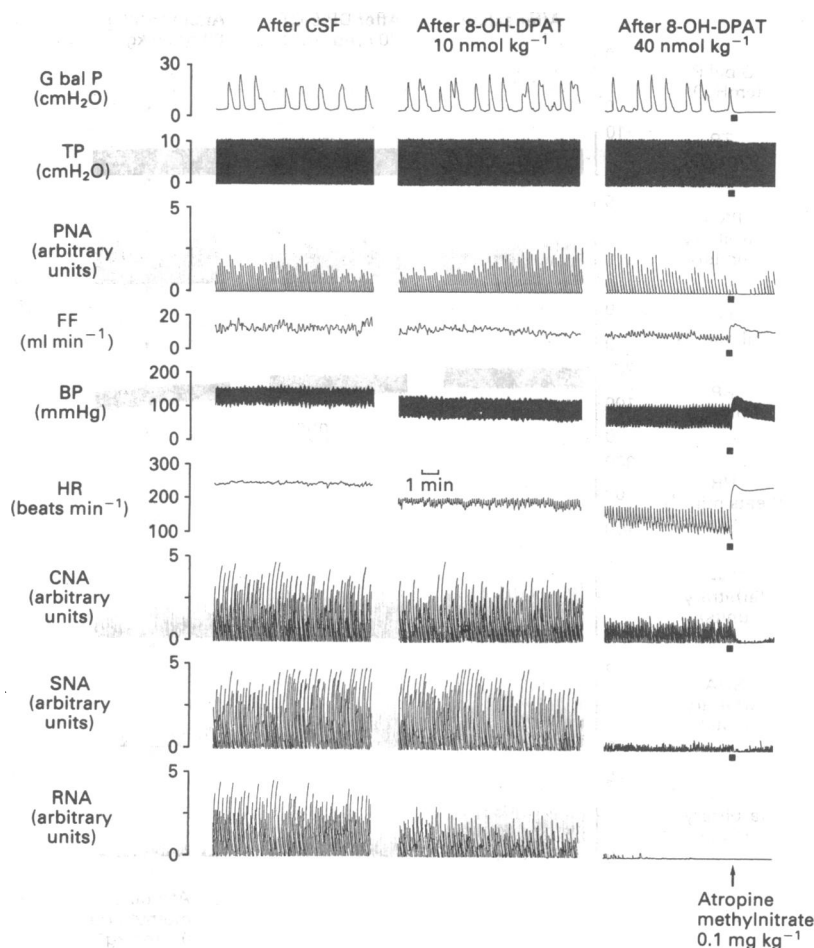 After CSF
After 8-OH-DPAT
10 nmol kg⁻¹
After 8-OH-DPAT
40 nmol kg⁻¹
G bal P
(cmH₂O)
30
0
TP
(cmH₂O)
10
0
PNA
(arbitrary
units)
5
0
FF
(ml min⁻¹)
20
0
BP
(mmHg)
200
100
0
HR
(beats min⁻¹)
300
200
100
1 min
CNA
(arbitrary
units)
5
0
SNA
(arbitrary
units)
5
0
RNA
(arbitrary
units)
5
0
Atropine
methylnitrate
0.1 mg kg⁻¹